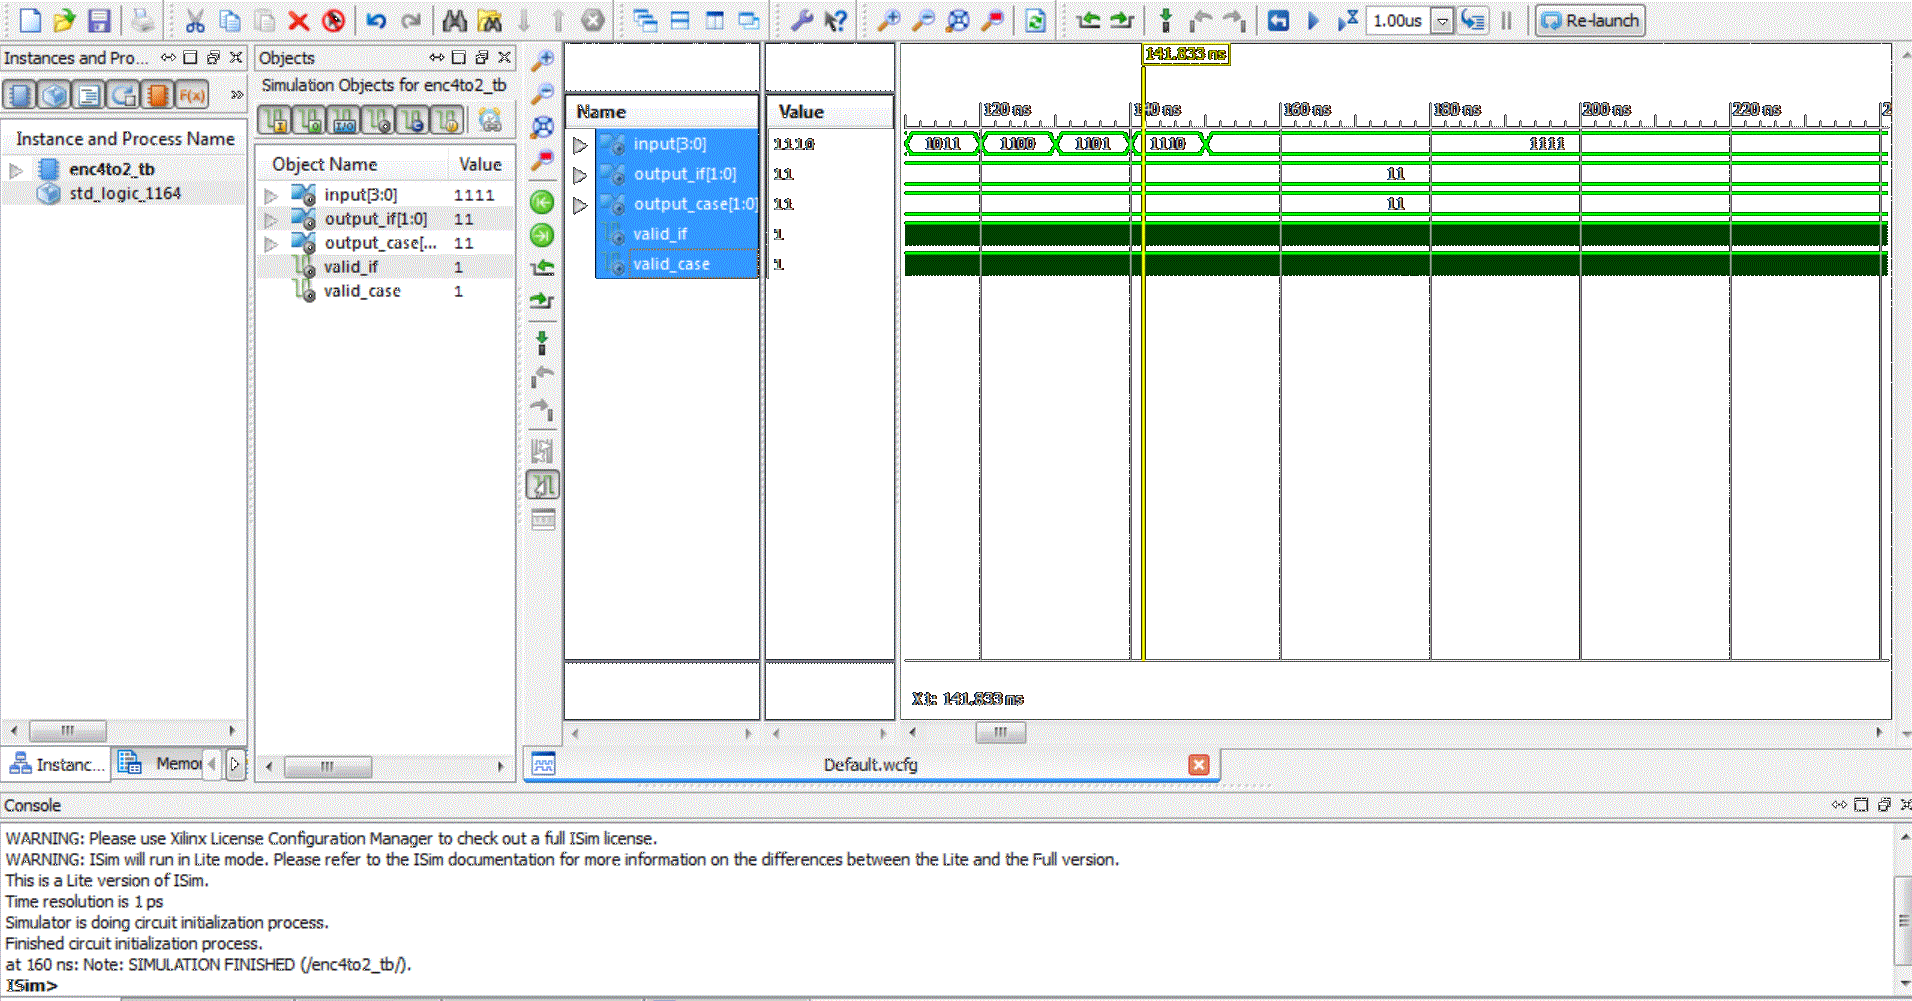 1.00us
Re-launch
Instances and Pro...
Objects
Simulation Objects for enc4to2_tb
F(x)
Instance and Process Name
enc4to2_tb
std_logic_1164
Object Name Value
input[3:0] 1111
output_if[1:0] 11
output_case[... 11
valid_if 1
valid_case 1
Name Value
input[3:0] 1110
output_if[1:0] 11
output_case[1:0] 11
valid_if 1
valid_case 1
141.833 ns
120 ns 140 ns 160 ns 180 ns 200 ns 220 ns 2
1011 1100 1101 1110 1111
11
11
X1: 141.833 ns
Instanc...
Memor
Default.wcfg
Console
WARNING: Please use Xilinx License Configuration Manager to check out a full ISim license.
WARNING: ISim will run in Lite mode. Please refer to the ISim documentation for more information on the differences between the Lite and the Full version.
This is a Lite version of ISim.
Time resolution is 1 ps
Simulator is doing circuit initialization process.
Finished circuit initialization process.
at 160 ns: Note: SIMULATION FINISHED (/enc4to2_tb/).
ISim>